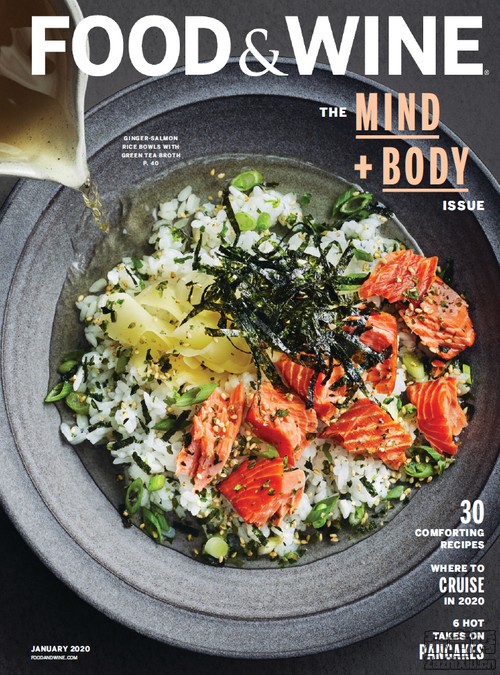 FOOD & WINE®
THE MIND
+ BODY
ISSUE
GINGER-SALMON
RICE BOWLS WITH
GREEN TEA BROTH
P. 40
30
COMFORTING
RECIPES
WHERE TO
CRUISE
IN 2020
6 HOT
TAKES ON
PANCAKES
JANUARY 2020
FOODANDWINE.COM